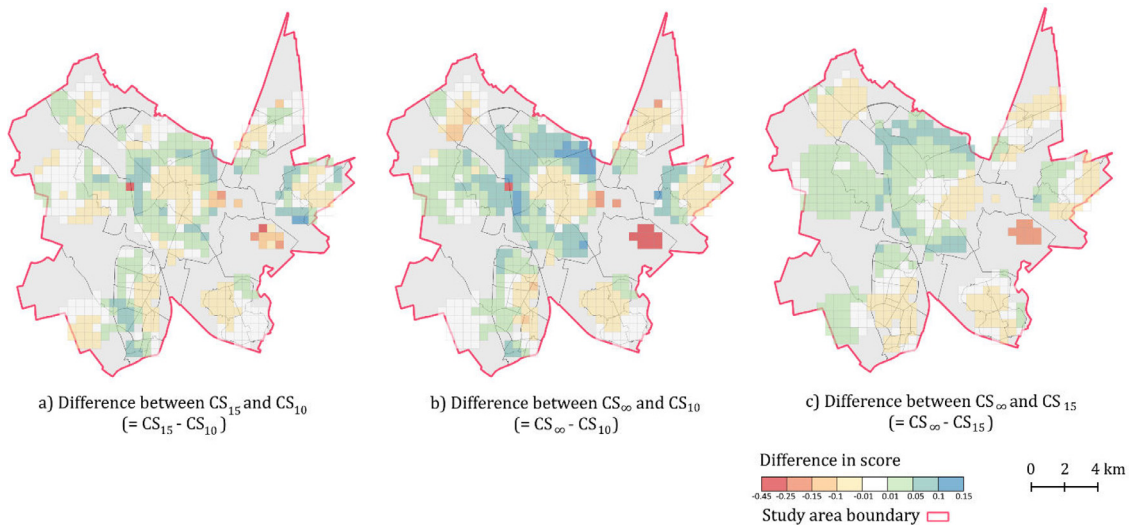 a) Difference between CS15 and CS10
(= CS15 - CS10)
b) Difference between CS∞ and CS10
(= CS∞ - CS10)
c) Difference between CS∞ and CS15
(= CS∞ - CS15)
Difference in score
-0.45 -0.25 -0.15 -0.1 -0.01 0.01 0.05 0.1 0.15
Study area boundary
0 2 4 km